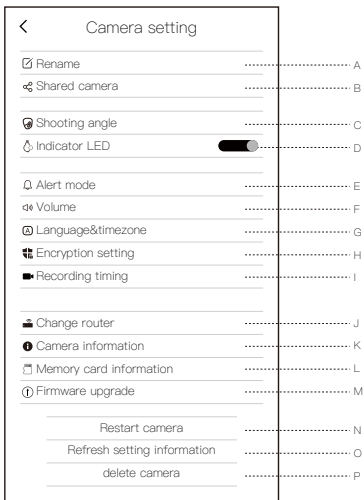 Camera setting
Rename A
Shared camera B
Shooting angle C
Indicator LED D
Alert mode E
Volume F
Language&timezone G
Encryption setting H
Recording timing I
Change router J
Camera information K
Memory card information L
Firmware upgrade M
Restart camera N
Refresh setting information O
delete camera P